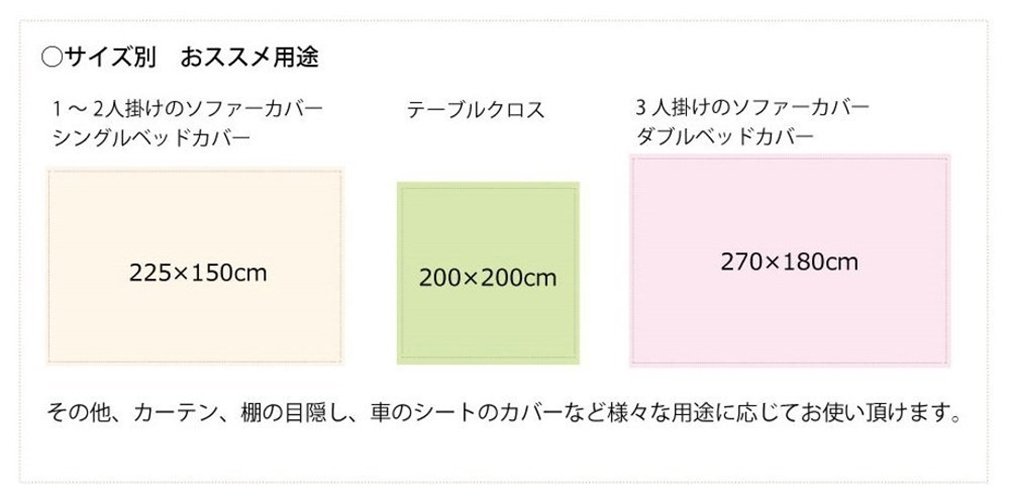 ○サイズ別　おススメ用途
1～2人掛けのソファーカバー
シングルベッドカバー
225×150cm
テーブルクロス
200×200cm
3人掛けのソファーカバー
ダブルベッドカバー
270×180cm
その他、カーテン、棚の目隠し、車のシートのカバーなど様々な用途に応じてお使い頂けます。